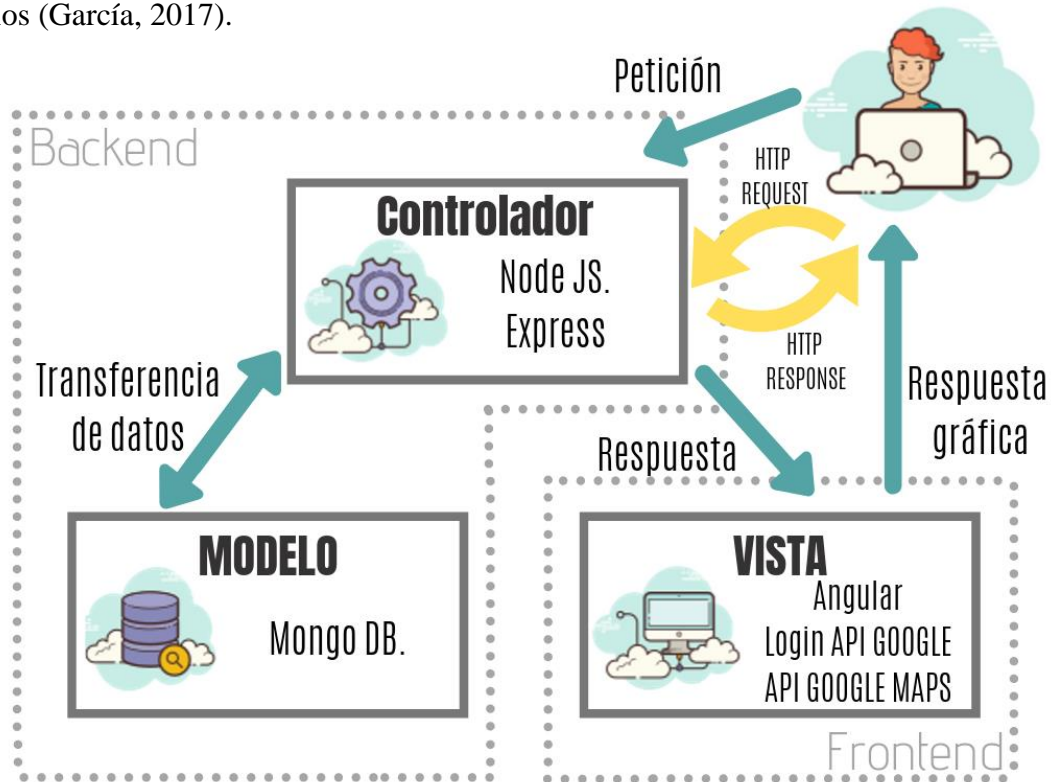 os (García, 2017).
Petición
Backend
HTTP
REQUEST
Controlador
Node JS.
Express
HTTP
RESPONSE
Transferencia
de datos
Respuesta
gráfica
Respuesta
MODELO
Mongo DB.
VISTA
Angular
Login API GOOGLE
API GOOGLE MAPS
Frontend